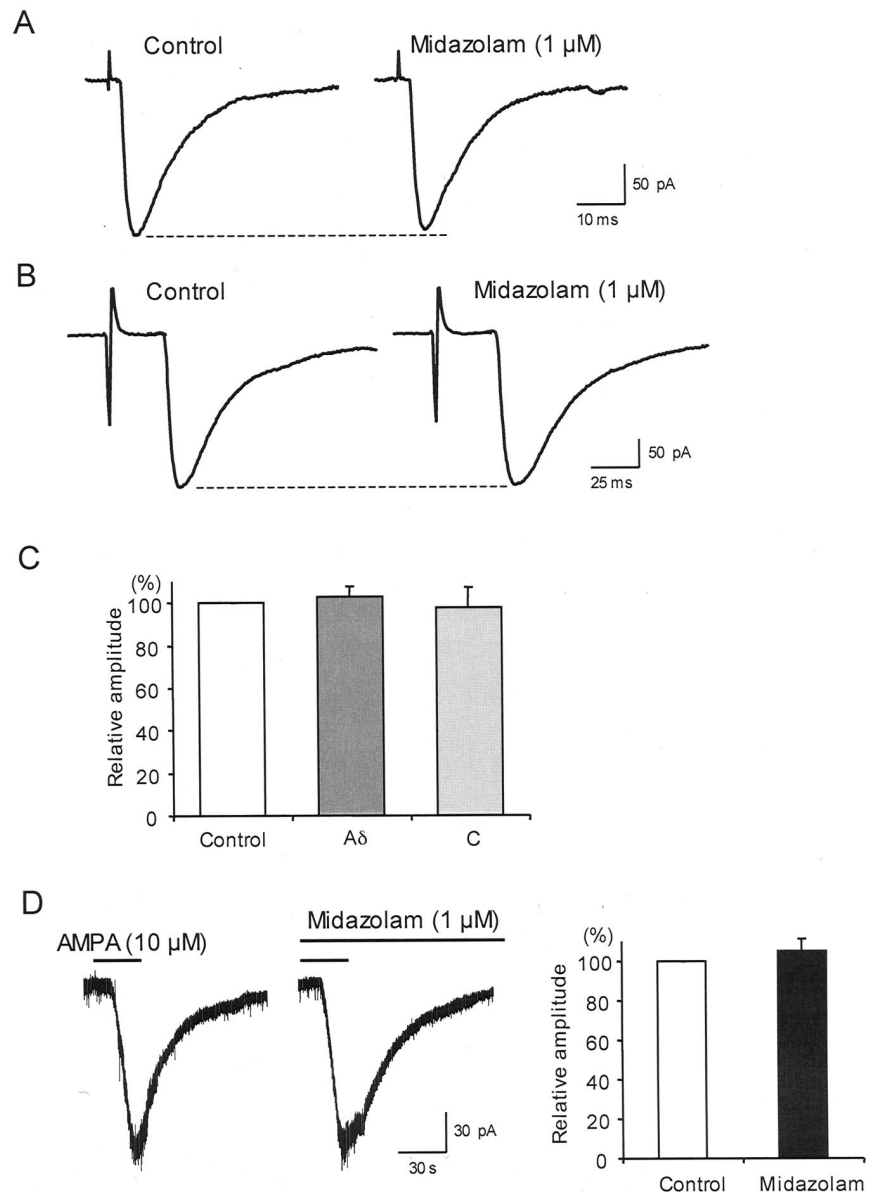 A
Control
Midazolam (1 µM)
50 pA
10 ms
B
Control
Midazolam (1 µM)
50 pA
25 ms
C
(%)
100
80
60
40
20
0
Relative amplitude
Control
Aδ
C
D
AMPA (10 µM)
Midazolam (1 µM)
30 pA
30 s
(%)
100
80
60
40
20
0
Relative amplitude
Control
Midazolam